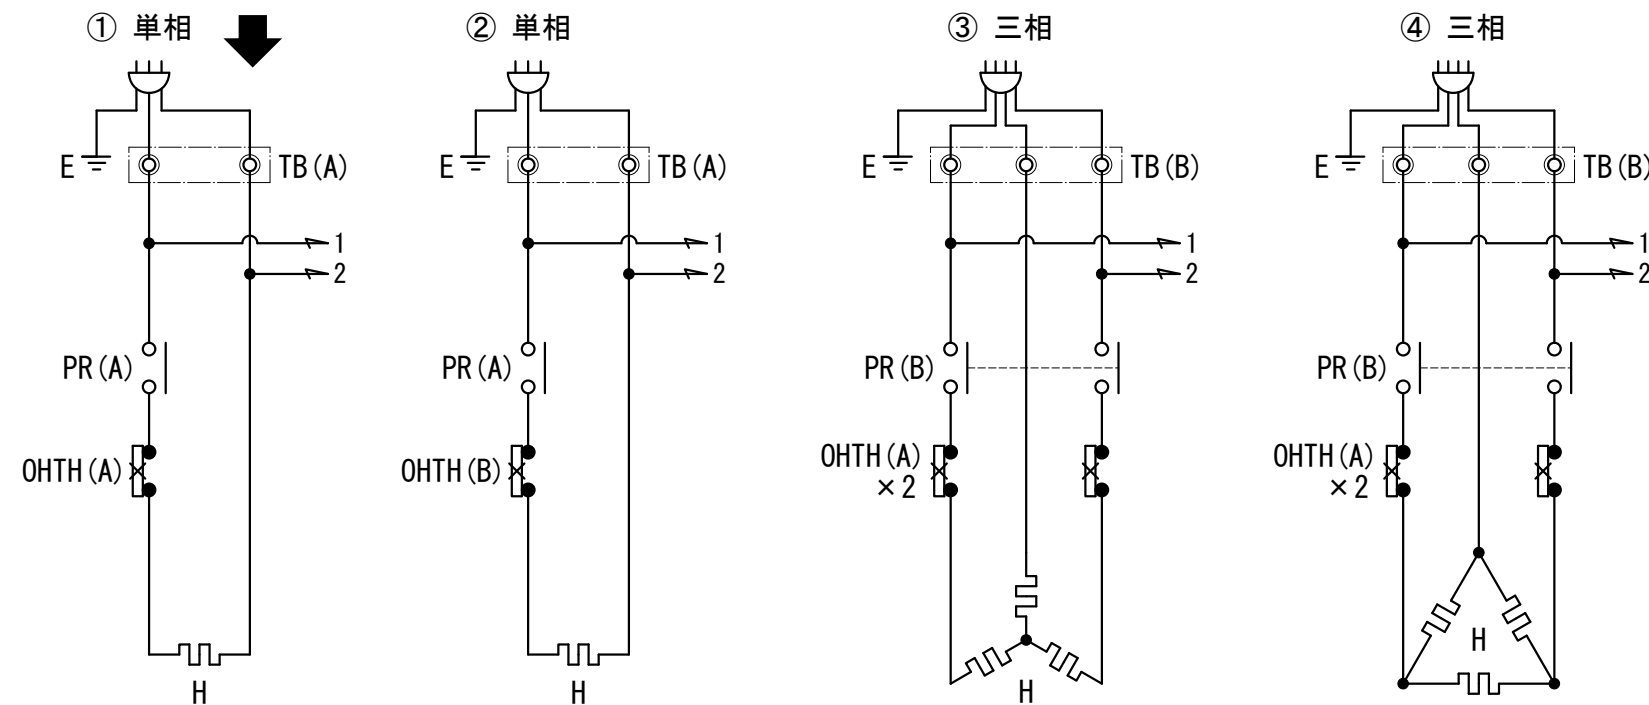 ① 単相
② 単相
③ 三相
④ 三相
E
TB(A)
E
TB(A)
E
TB(B)
E
TB(B)
1
2
1
2
1
2
1
2
PR(A)
PR(A)
PR(B)
PR(B)
OHTH(A)
OHTH(B)
OHTH(A)
×2
OHTH(A)
×2
H
H
H
H